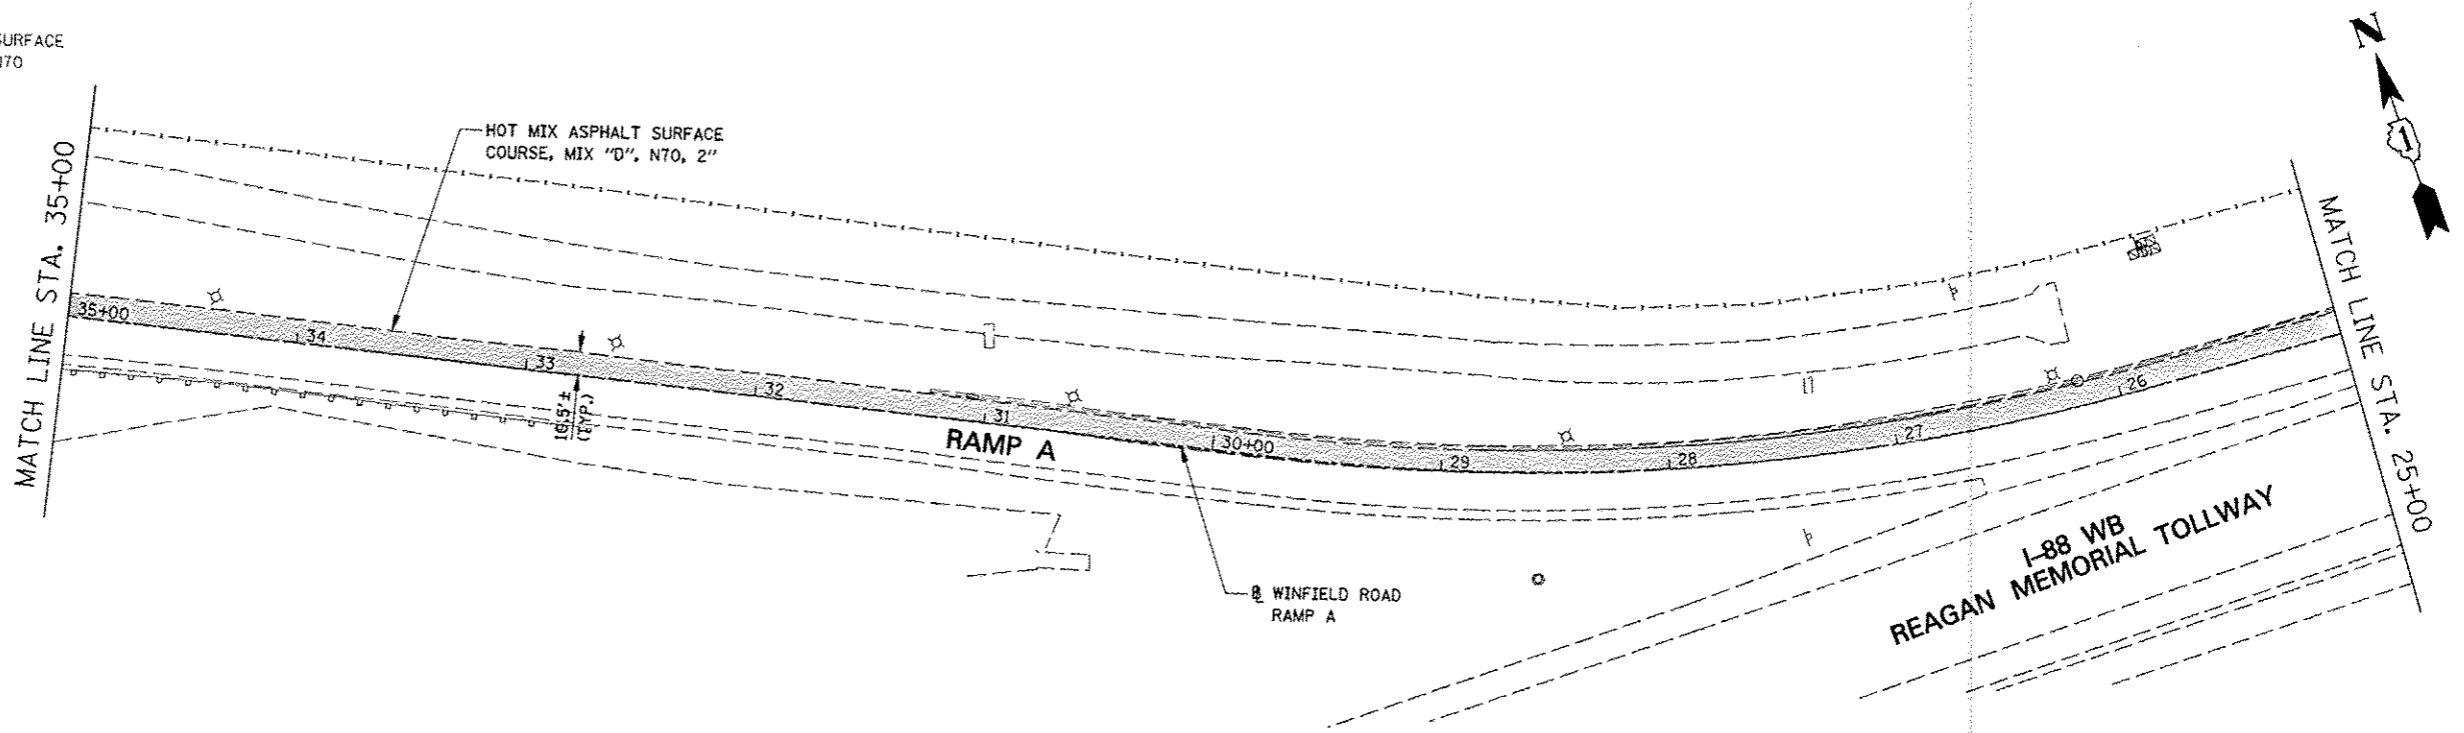 SURFACE
N70
HOT MIX ASPHALT SURFACE
COURSE, MIX "D", N70, 2"
N
1
MATCH LINE STA. 35+00
35+00
34
33
32
31
30+00
29
28
27
26
(TYP.)
RAMP A
WINFIELD ROAD
RAMP A
I-88 WB
REAGAN MEMORIAL TOLLWAY
MATCH LINE STA. 25+00